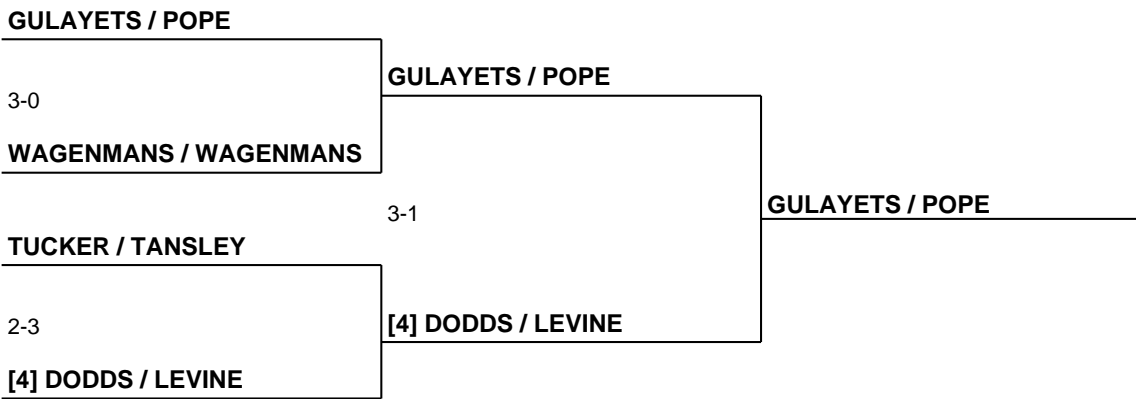 GULAYETS / POPE
GULAYETS / POPE
3-0
WAGENMANS / WAGENMANS
GULAYETS / POPE
3-1
TUCKER / TANSLEY
[4] DODDS / LEVINE
2-3
[4] DODDS / LEVINE